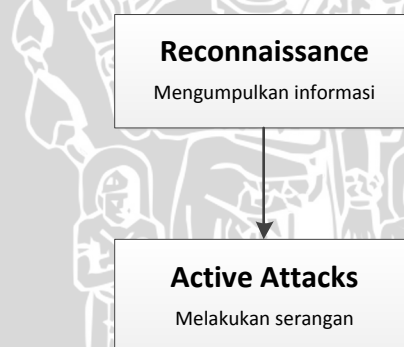 Reconnaissance
Mengumpulkan informasi
Active Attacks
Melakukan serangan